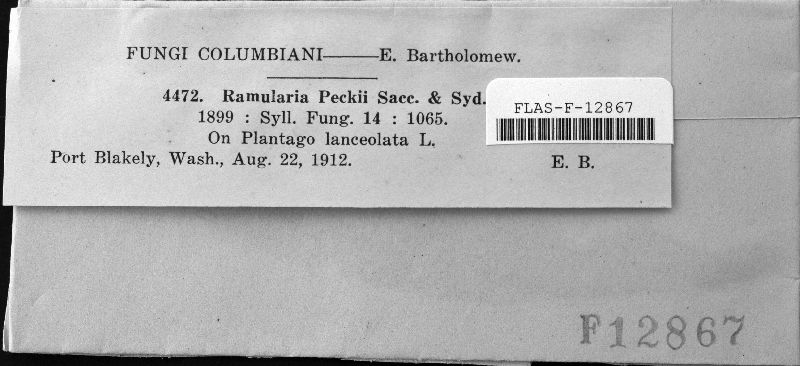 FUNGI COLUMBIANI——E. Bartholomew.
4472. Ramularia Peckii Sacc. & Syd.
1899 : Syll. Fung. 14 : 1065.
On Plantago lanceolata L.
Port Blakely, Wash., Aug. 22, 1912.
E. B.
FLAS-F-12867
F12867